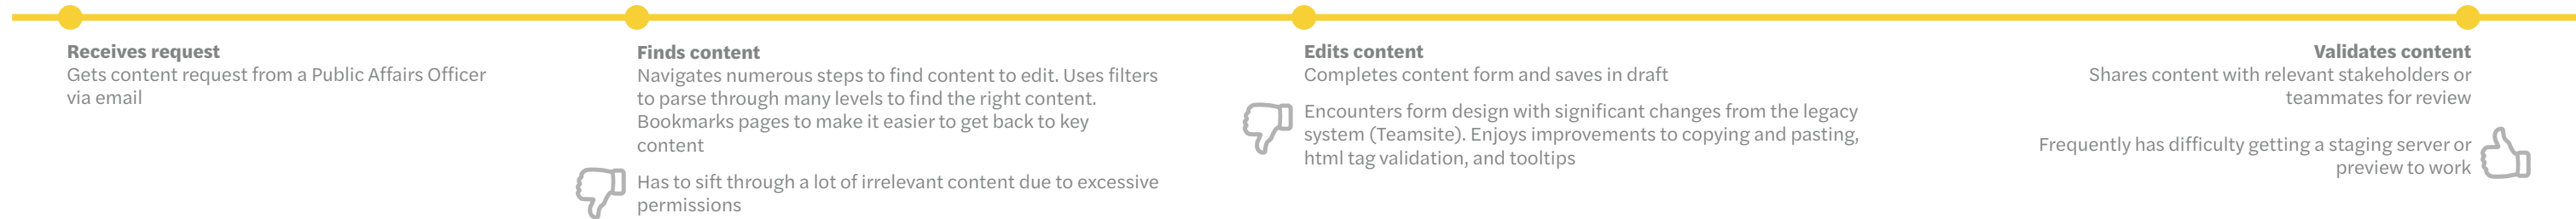 Receives request
Gets content request from a Public Affairs Officer
via email
Finds content
Navigates numerous steps to find content to edit. Uses filters
to parse through many levels to find the right content.
Bookmarks pages to make it easier to get back to key
content
Has to sift through a lot of irrelevant content due to excessive
permissions
Edits content
Completes content form and saves in draft
Encounters form design with significant changes from the legacy
system (Teamsite). Enjoys improvements to copying and pasting,
html tag validation, and tooltips
Validates content
Shares content with relevant stakeholders or
teammates for review
Frequently has difficulty getting a staging server or
preview to work